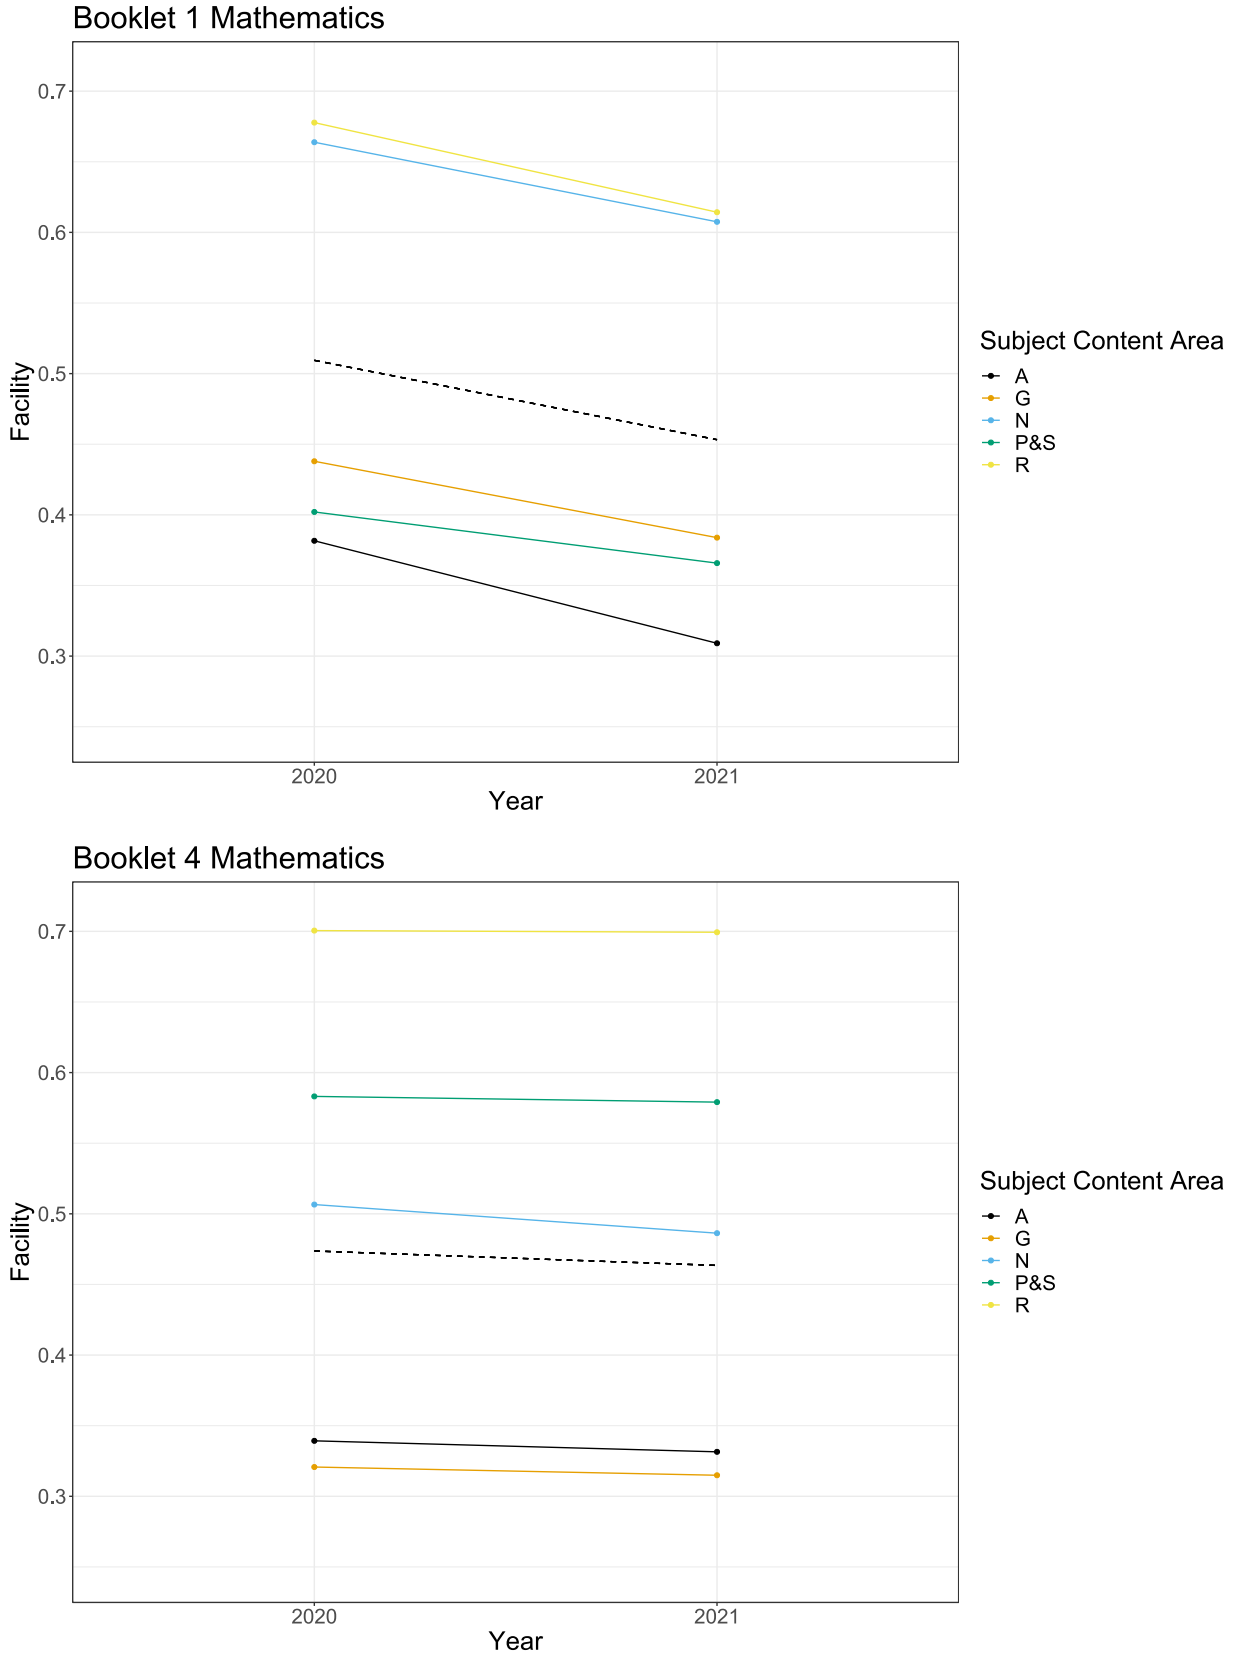 Booklet 1 Mathematics
0.7
0.6
0.5
0.4
0.3
Facility
2020 2021
Year
Subject Content Area
A
G
N
P&S
R
Booklet 4 Mathematics
0.7
0.6
0.5
0.4
0.3
Facility
2020 2021
Year
Subject Content Area
A
G
N
P&S
R